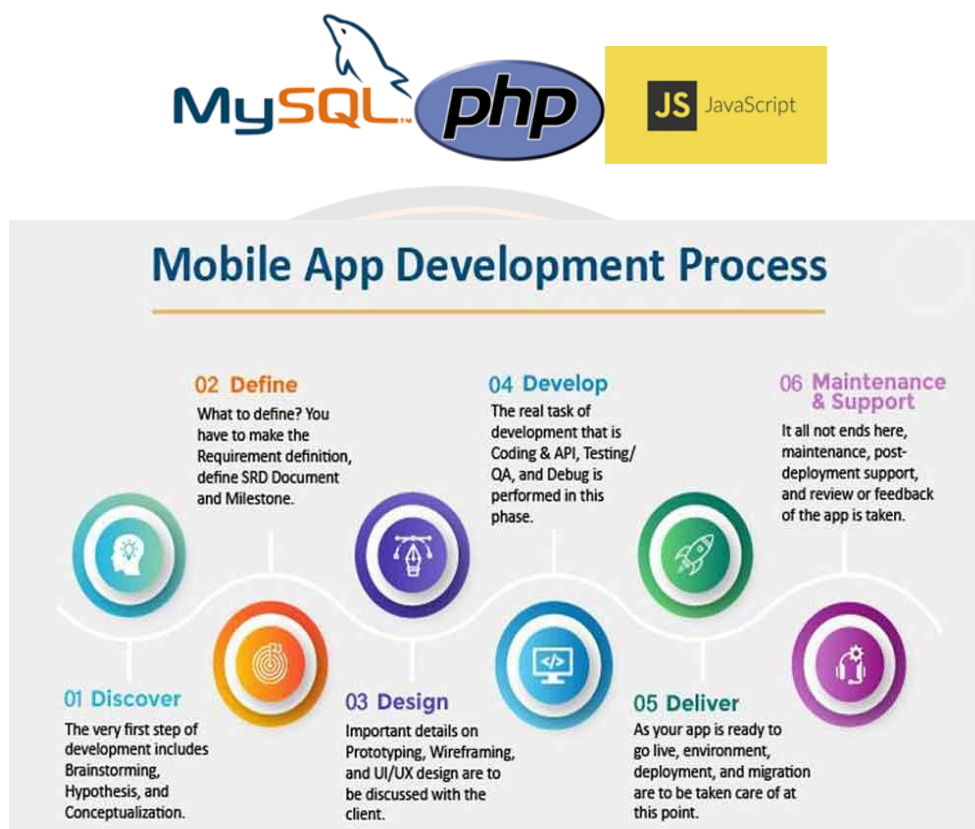 MySQL™
php
JS JavaScript
Mobile App Development Process
02 Define
What to define? You
have to make the
Requirement definition,
define SRD Document
and Milestone.
04 Develop
The real task of
development that is
Coding & API, Testing/
QA, and Debug is
performed in this
phase.
06 Maintenance
& Support
It all not ends here,
maintenance, post-
deployment support,
and review or feedback
of the app is taken.
</>
01 Discover
The very first step of
development includes
Brainstorming,
Hypothesis, and
Conceptualization.
03 Design
Important details on
Prototyping, Wireframing,
and UI/UX design are to
be discussed with the
client.
05 Deliver
As your app is ready to
go live, environment,
deployment, and migration
are to be taken care of at
this point.